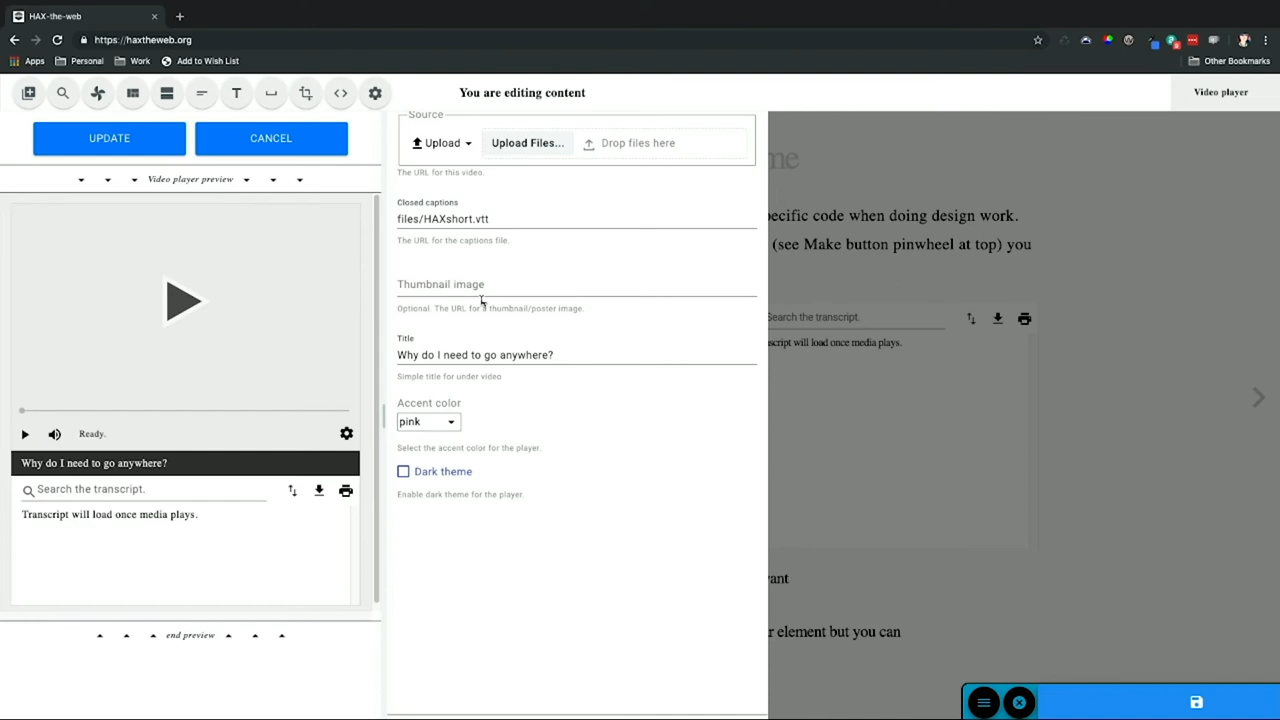 HAX-the-web
https://haxtheweb.org
Apps
Personal
Work
Add to Wish List
Other Bookmarks
You are editing content
Video player
UPDATE
CANCEL
Video player preview
Ready.
Why do I need to go anywhere?
Search the transcript.
Transcript will load once media plays.
end preview
Source
Upload
Upload Files...
Drop files here
The URL for this video.
Closed captions
files/HAXshort.vtt
The URL for the captions file.
Thumbnail image
Optional. The URL for a thumbnail/poster image.
Title
Why do I need to go anywhere?
Simple title for under video
Accent color
pink
Select the accent color for the player.
Dark theme
Enable dark theme for the player.
me
pecific code when doing design work.
(see Make button pinwheel at top) you
Search the transcript.
script will load once media plays.
vant
r element but you can